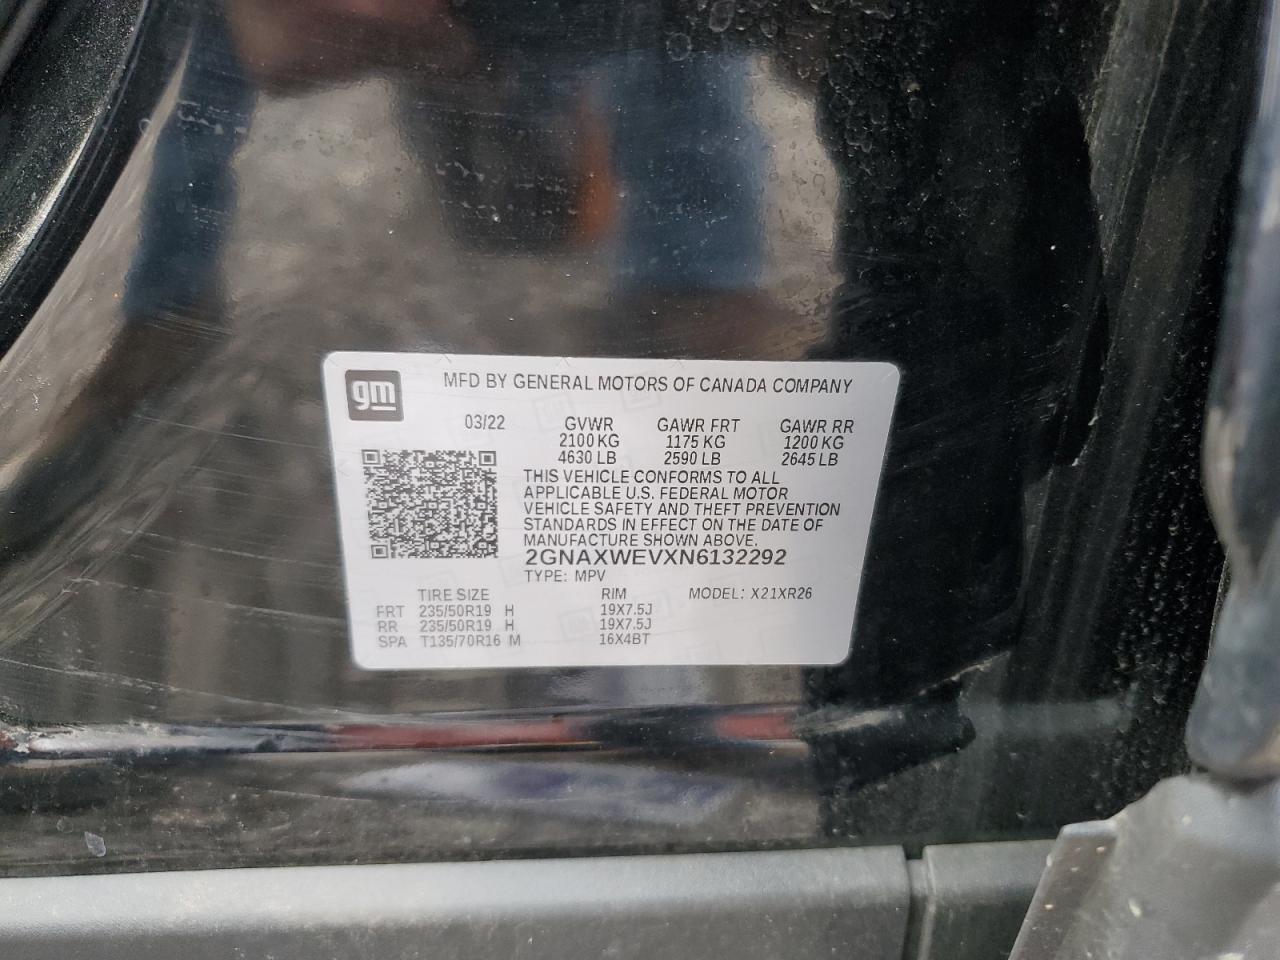 gm
MFD BY GENERAL MOTORS OF CANADA COMPANY
03/22 GVWR GAWR FRT GAWR RR
2100 KG 1175 KG 1200 KG
4630 LB 2590 LB 2645 LB
THIS VEHICLE CONFORMS TO ALL
APPLICABLE U.S. FEDERAL MOTOR
VEHICLE SAFETY AND THEFT PREVENTION
STANDARDS IN EFFECT ON THE DATE OF
MANUFACTURE SHOWN ABOVE.
2GNAXWEVXN6132292
TYPE: MPV
TIRE SIZE RIM MODEL: X21XR26
FRT 235/50R19 H 19X7.5J
RR 235/50R19 H 19X7.5J
SPA T135/70R16 M 16X4BT